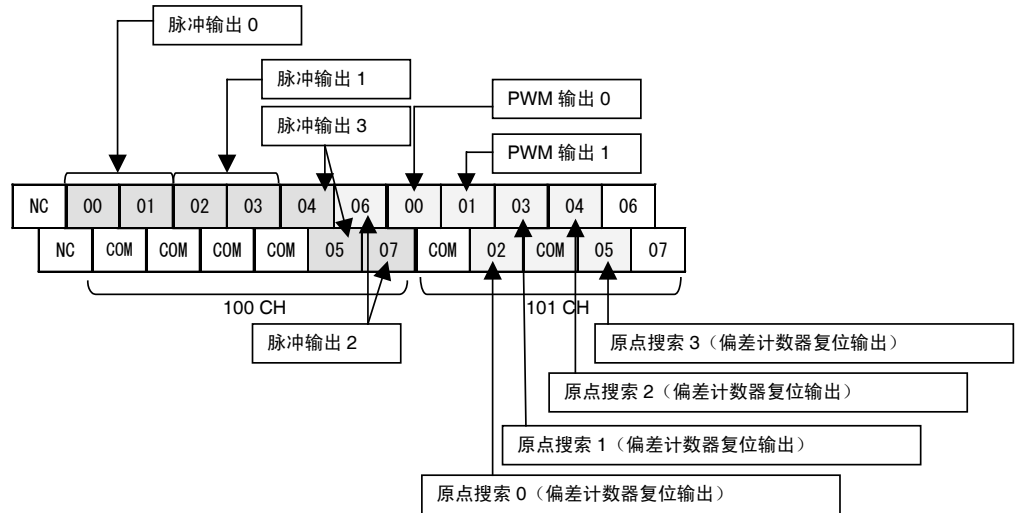 脉冲输出 0
脉冲输出 1
脉冲输出 3
PWM 输出 0
PWM 输出 1
NC 00 01 02 03 04 06 00 01 03 04 06
NC COM COM COM COM 05 07 COM 02 COM 05 07
100 CH 101 CH
脉冲输出 2
原点搜索 3（偏差计数器复位输出）
原点搜索 2（偏差计数器复位输出）
原点搜索 1（偏差计数器复位输出）
原点搜索 0（偏差计数器复位输出）